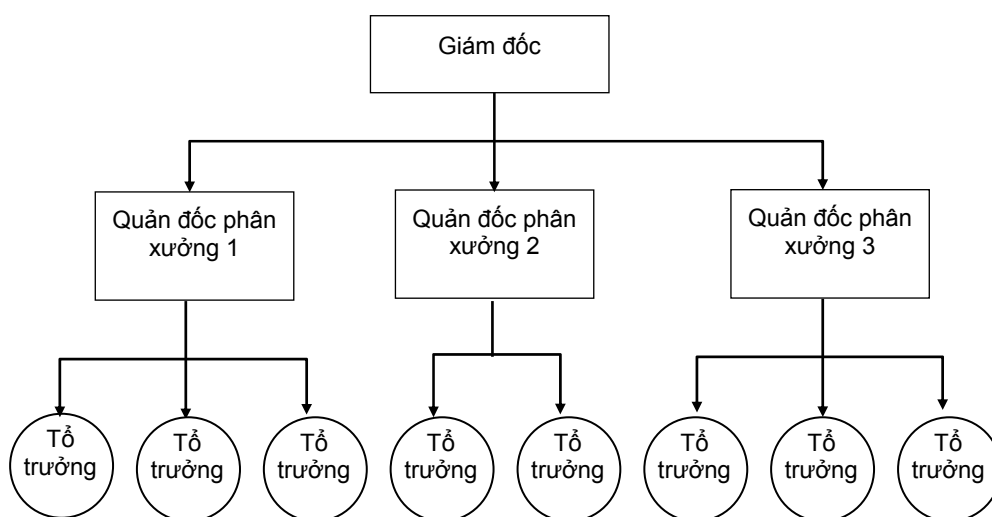 Giám đốc
Quản đốc phân
xưởng 1
Quản đốc phân
xưởng 2
Quản đốc phân
xưởng 3
Tổ
trưởng
Tổ
trưởng
Tổ
trưởng
Tổ
trưởng
Tổ
trưởng
Tổ
trưởng
Tổ
trưởng
Tổ
trưởng